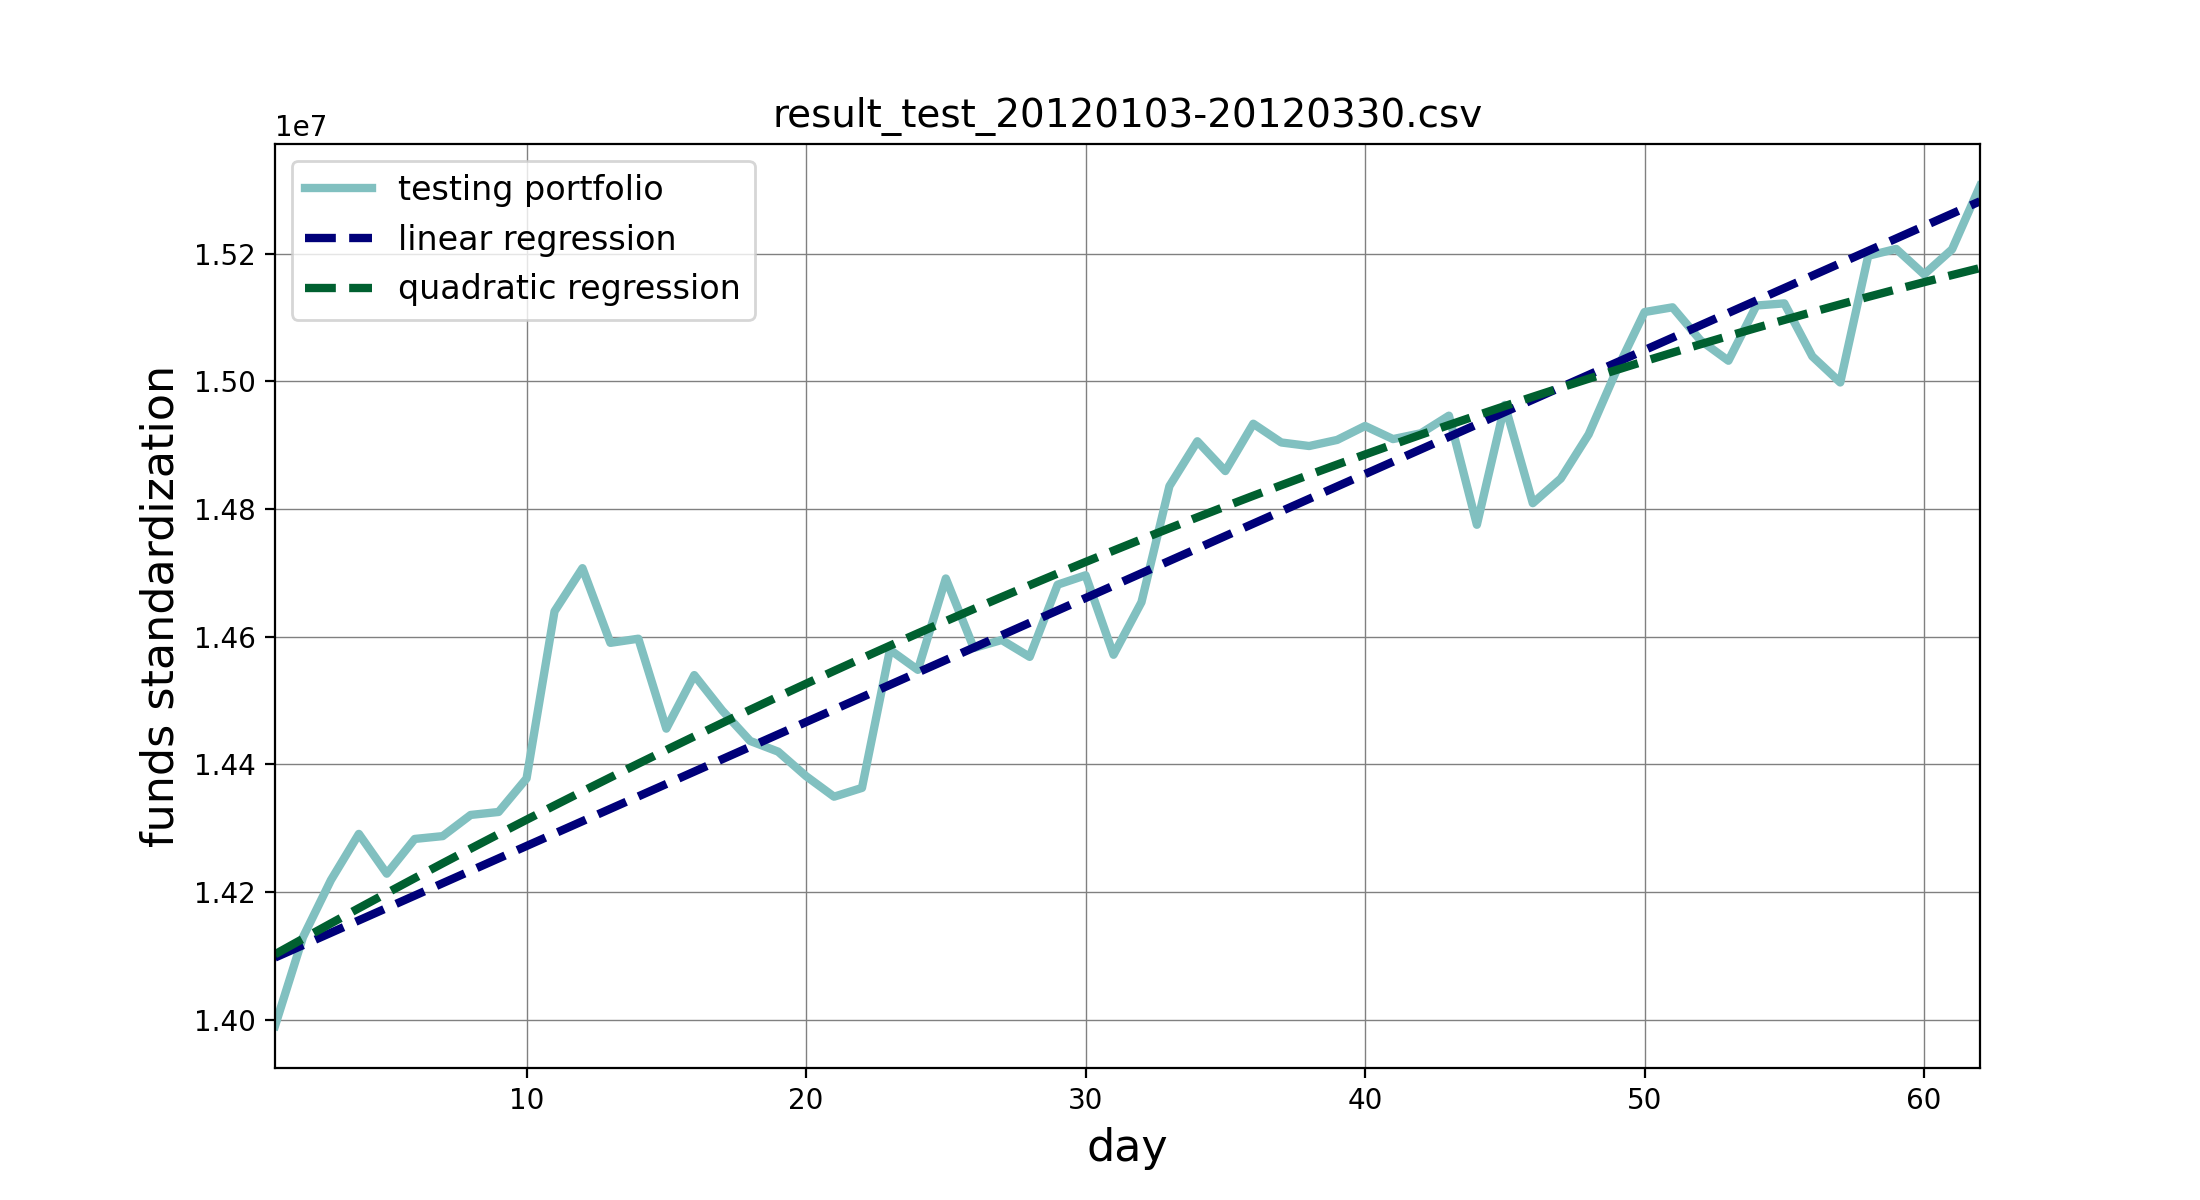 result_test_20120103-20120330.csv
1e7
testing portfolio
linear regression
quadratic regression
1.52
1.50
1.48
1.46
1.44
1.42
1.40
funds standardization
10 20 30 40 50 60
day